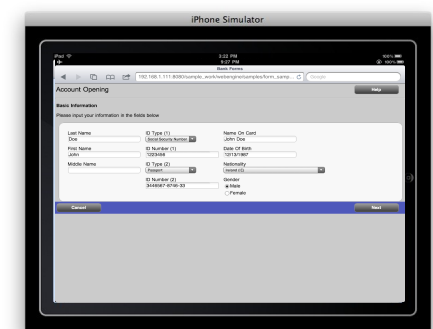 iPhone Simulator
iPad 5:22 PM 100%
5:27 PM 100%
Basic Forms
192.168.1.111:8080/sample_work/webengine/samples/form_samp... Google
Account Opening Help
Basic Information
Please input your information in the fields below
Last Name ID Type (1) Name On Card
Doe Social Security Number John Doe
First Name ID Number (1) Date Of Birth
John 1223456 12/13/1987
Middle Name ID Type (2) Nationality
Passport
ID Number (2) Gender
3446567-8746-33 Male
Female
Cancel Next